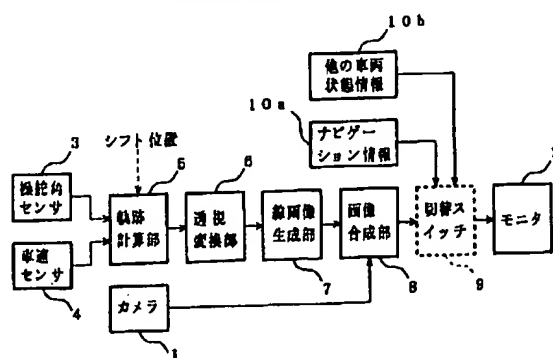 10b
他の車両
状態情報
10a
ナビゲー
ション情報
シフト位置
3
5
6
操舵角
センサ
軌跡
計算部
透視
変換部
線画像
生成部
画像
合成部
切替ス
イッチ
モニタ
車速
センサ
4
7
8
9
カメラ
1